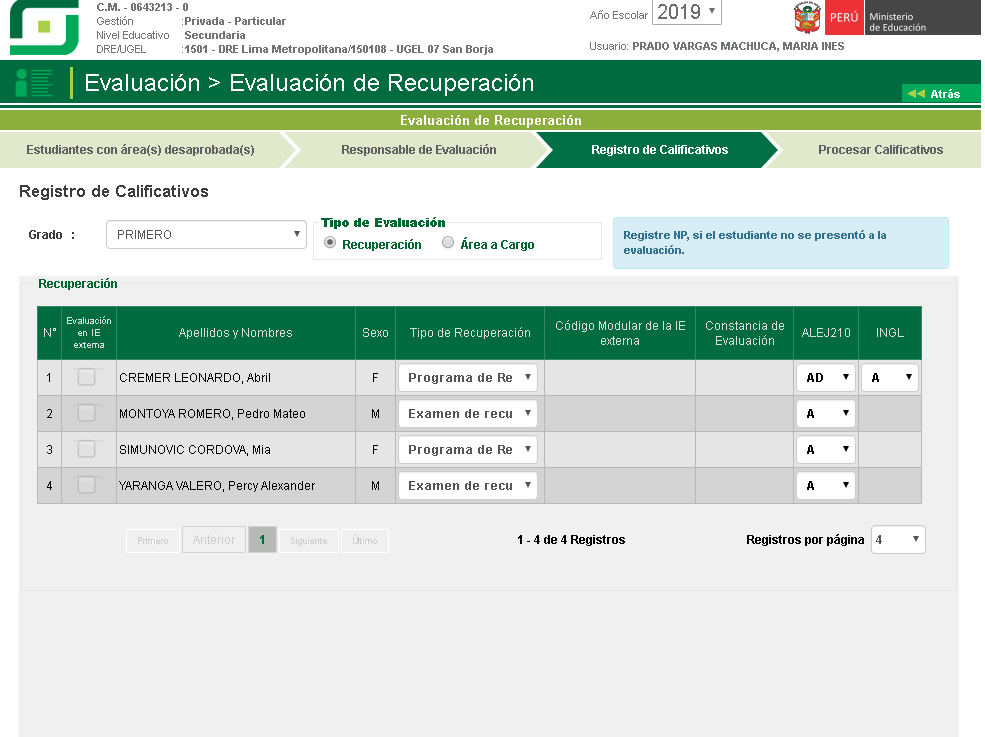 C.M. - 0643213 - 0
Gestión :Privada - Particular
Nivel Educativo Secundaria
DRE/UGEL :1501 - DRE Lima Metropolitana/150108 - UGEL 07 San Borja
Año Escolar 2019
PERÚ Ministerio de Educación
Usuario: PRADO VARGAS MACHUCA, MARIA INES
Evaluación > Evaluación de Recuperación
Atrás
Evaluación de Recuperación
Estudiantes con área(s) desaprobada(s) Responsable de Evaluación Registro de Calificativos Procesar Calificativos
Registro de Calificativos
Grado : PRIMERO
Tipo de Evaluación
Recuperación Área a Cargo
Registre NP, si el estudiante no se presentó a la
evaluación.
Recuperación
N° Evaluación en IE externa Apellidos y Nombres Sexo Tipo de Recuperación Código Modular de la IE externa Constancia de Evaluación ALEJ210 INGL
1 CREMER LEONARDO, Abril F Programa de Re AD A
2 MONTOYA ROMERO, Pedro Mateo M Examen de recu A
3 SIMUNOVIC CORDOVA, Mia F Programa de Re A
4 YARANGA VALERO, Percy Alexander M Examen de recu A
Primero Anterior 1 Siguiente Último 1 - 4 de 4 Registros Registros por página 4